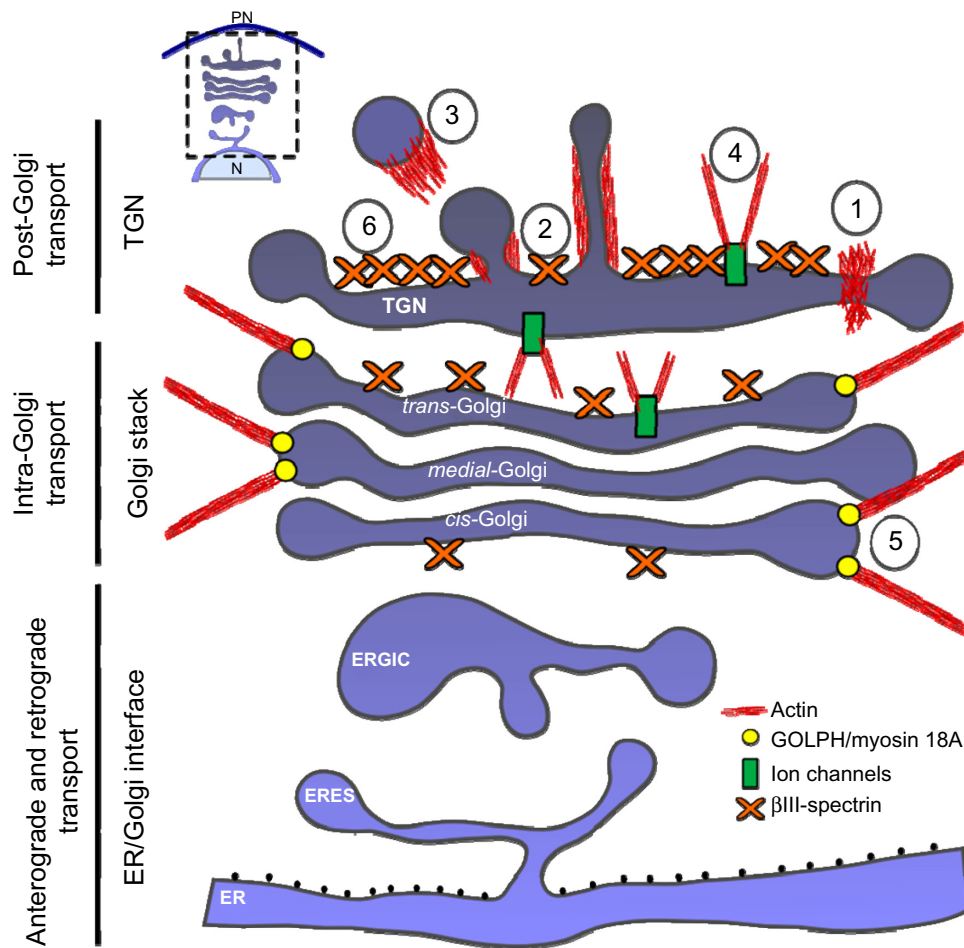 PN
N
3
4
1
6
2
Post-Golgi
transport
TGN
TGN
Intra-Golgi
transport
Golgi stack
trans-Golgi
medial-Golgi
cis-Golgi
5
Anterograde and retrograde
transport
ER/Golgi interface
ERGIC
ERES
ER
Actin
GOLPH/myosin 18A
Ion channels
βIII-spectrin